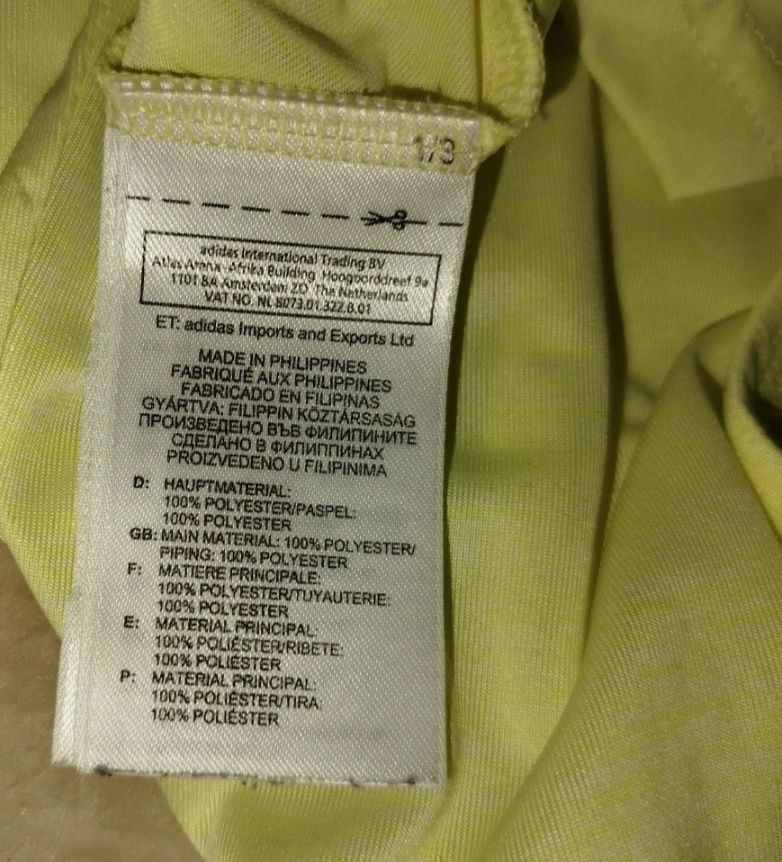 1/3
adidas International Trading BV
Atlas Arena -Afrika Building Hoogoorddreef 9a
1101 BA Amsterdam ZO The Netherlands
VAT NO. NL 8073.01.322.B.01
ET: adidas Imports and Exports Ltd
MADE IN PHILIPPINES
FABRIQUÉ AUX PHILIPPINES
FABRICADO EN FILIPINAS
GYÁRTVA: FILIPPIN KÖZTÁRSASÁG
ПРОИЗВЕДЕНО ВЪВ ФИЛИПИНИТЕ
СДЕЛАНО В ФИЛИППИНАХ
PROIZVEDENO U FILIPINIMA
D: HAUPTMATERIAL:
100% POLYESTER/PASPEL:
100% POLYESTER
GB: MAIN MATERIAL: 100% POLYESTER/
PIPING: 100% POLYESTER
F: MATIERE PRINCIPALE:
100% POLYESTER/TUYAUTERIE:
100% POLYESTER
E: MATERIAL PRINCIPAL:
100% POLIÉSTER/RIBETE:
100% POLIÉSTER
P: MATERIAL PRINCIPAL:
100% POLIÉSTER/TIRA:
100% POLIÉSTER